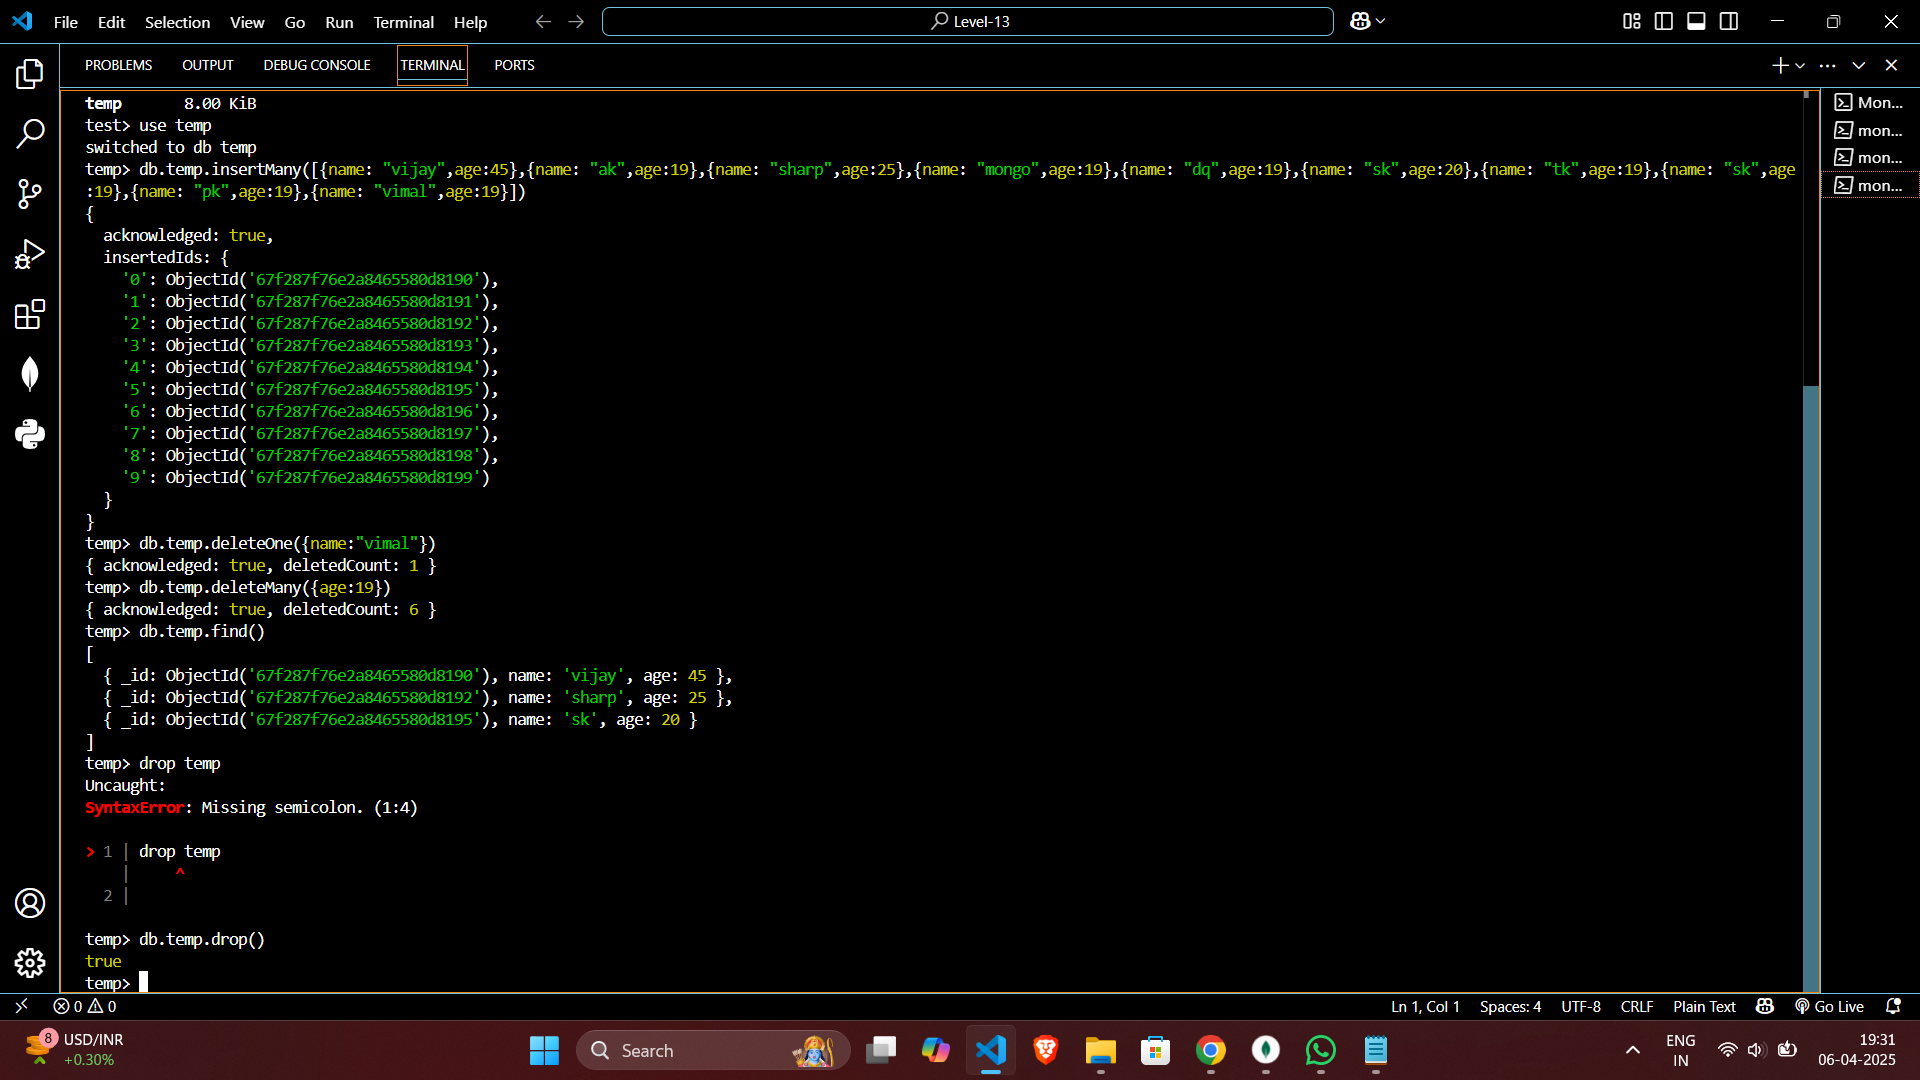 File Edit Selection View Go Run Terminal Help
Level-13
PROBLEMS OUTPUT DEBUG CONSOLE TERMINAL PORTS
Mon...
mon...
mon...
mon...
temp 8.00 KiB
test> use temp
switched to db temp
temp> db.temp.insertMany([{name: "vijay",age:45},{name: "ak",age:19},{name: "sharp",age:25},{name: "mongo",age:19},{name: "dq",age:19},{name: "sk",age:20},{name: "tk",age:19},{name: "sk",age
:19},{name: "pk",age:19},{name: "vimal",age:19}])
{
acknowledged: true,
insertedIds: {
'0': ObjectId('67f287f76e2a8465580d8190'),
'1': ObjectId('67f287f76e2a8465580d8191'),
'2': ObjectId('67f287f76e2a8465580d8192'),
'3': ObjectId('67f287f76e2a8465580d8193'),
'4': ObjectId('67f287f76e2a8465580d8194'),
'5': ObjectId('67f287f76e2a8465580d8195'),
'6': ObjectId('67f287f76e2a8465580d8196'),
'7': ObjectId('67f287f76e2a8465580d8197'),
'8': ObjectId('67f287f76e2a8465580d8198'),
'9': ObjectId('67f287f76e2a8465580d8199')
}
}
temp> db.temp.deleteOne({name:"vimal"})
{ acknowledged: true, deletedCount: 1 }
temp> db.temp.deleteMany({age:19})
{ acknowledged: true, deletedCount: 6 }
temp> db.temp.find()
[
{ _id: ObjectId('67f287f76e2a8465580d8190'), name: 'vijay', age: 45 },
{ _id: ObjectId('67f287f76e2a8465580d8192'), name: 'sharp', age: 25 },
{ _id: ObjectId('67f287f76e2a8465580d8195'), name: 'sk', age: 20 }
]
temp> drop temp
Uncaught:
SyntaxError: Missing semicolon. (1:4)
> 1 | drop temp
| ^
2 |
temp> db.temp.drop()
true
temp>
0 0 Ln 1, Col 1 Spaces: 4 UTF-8 CRLF Plain Text Go Live
8 USD/INR
+0.30%
Search
ENG
IN
19:31
06-04-2025